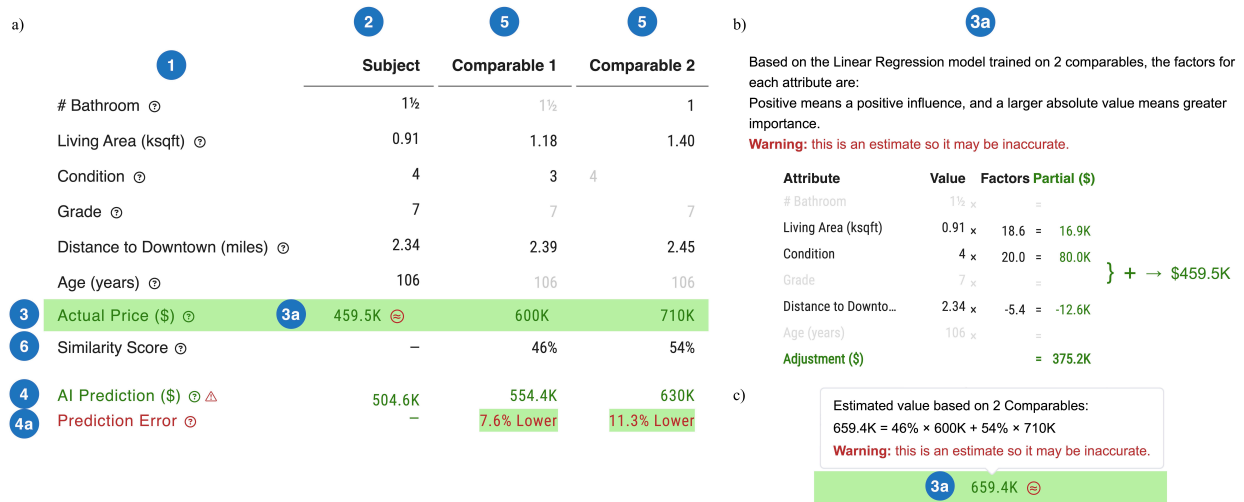 a)
2
5
5
1
Subject Comparable 1 Comparable 2
# Bathroom ? 1½ 1½ 1
Living Area (ksqft) ? 0.91 1.18 1.40
Condition ? 4 3 4
Grade ? 7 7 7
Distance to Downtown (miles) ? 2.34 2.39 2.45
Age (years) ? 106 106 106
3 Actual Price ($) ? 3a 459.5K ≈ 600K 710K
6 Similarity Score ? – 46% 54%
4 AI Prediction ($) ? 504.6K 554.4K 630K
4a Prediction Error ? – 7.6% Lower 11.3% Lower
b)
3a
Based on the Linear Regression model trained on 2 comparables, the factors for
each attribute are:
Positive means a positive influence, and a larger absolute value means greater
importance.
Warning: this is an estimate so it may be inaccurate.
Attribute Value Factors Partial ($)
# Bathroom 1½ x =
Living Area (ksqft) 0.91 x 18.6 = 16.9K
Condition 4 x 20.0 = 80.0K
Grade 7 x =
} + → $459.5K
Distance to Downto... 2.34 x -5.4 = -12.6K
Age (years) 106 x =
Adjustment ($) = 375.2K
c)
Estimated value based on 2 Comparables:
659.4K = 46% × 600K + 54% × 710K
Warning: this is an estimate so it may be inaccurate.
3a 659.4K ≈